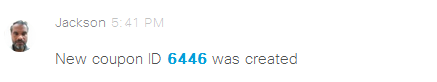 Jackson 5:41 PM
New coupon ID 6446 was created